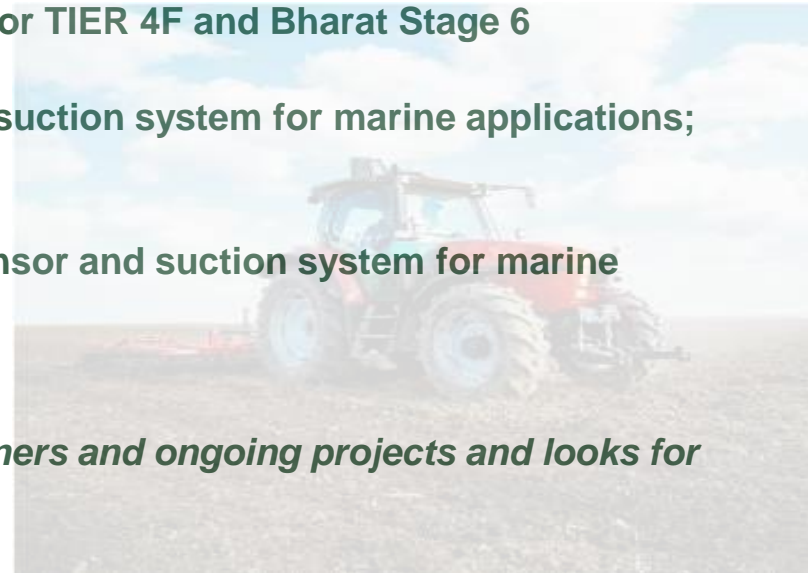 or TIER 4F and Bharat Stage 6
suction system for marine applications;
nsor and suction system for marine
ners and ongoing projects and looks for